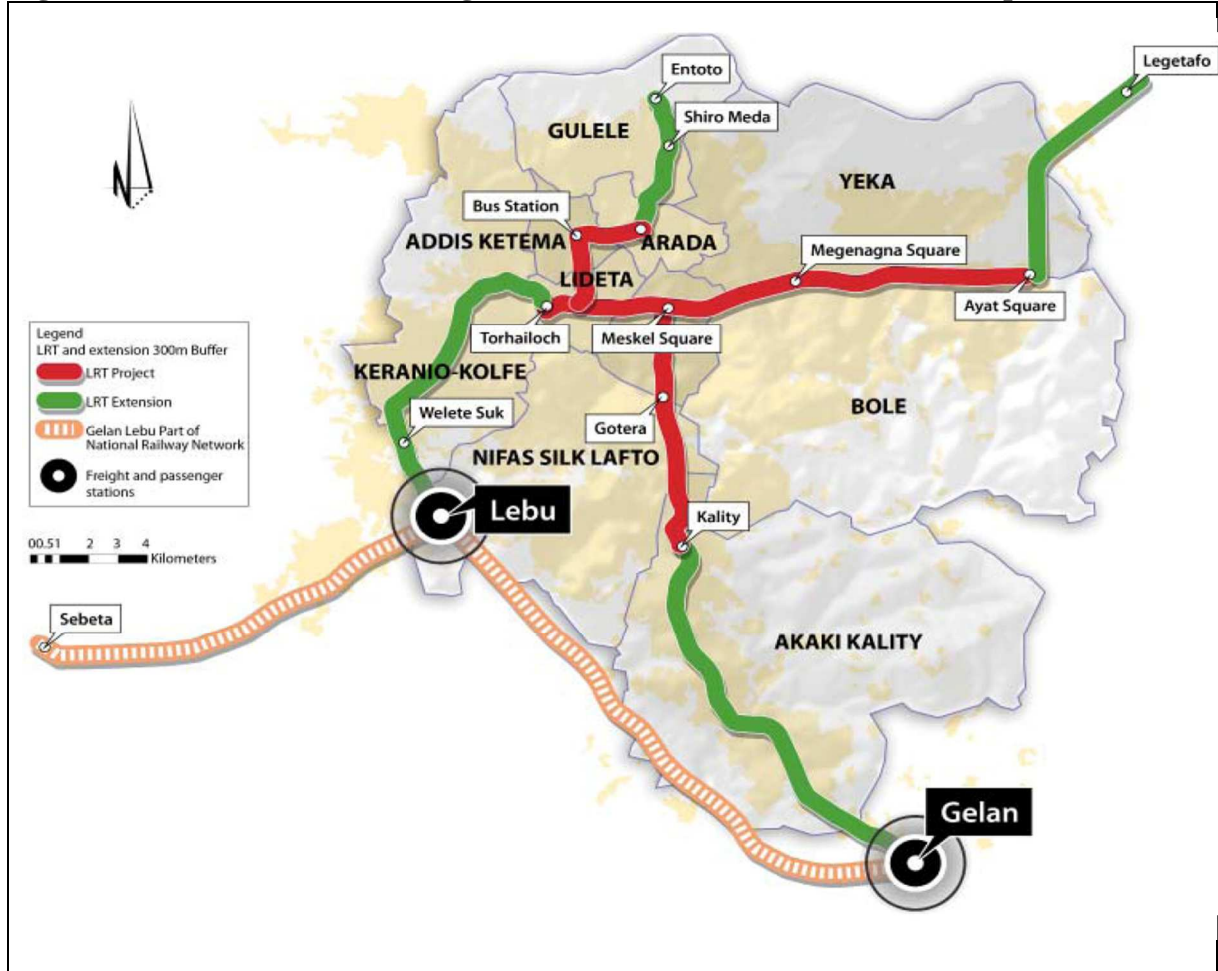 Entoto
Legetafo
Shiro Meda
GULELE
YEKA
Bus Station
ADDIS KETEMA
ARADA
Megenagna Square
LIDETA
Ayat Square
Torhailoch
Meskel Square
Legend
LRT and extension 300m Buffer
LRT Project
LRT Extension
Gelan Lebu Part of
National Railway Network
Freight and passenger
stations
KERANIO-KOLFE
BOLE
Welete Suk
Gotera
NIFAS SILK LAFTO
Lebu
Kality
00.51 2 3 4
Kilometers
Sebeta
AKAKI KALITY
Gelan
N